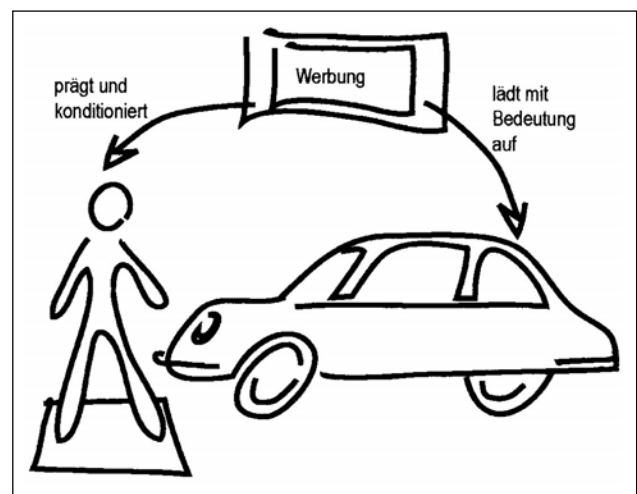 Werbung
prägt und
konditioniert
lädt mit
Bedeutung
auf